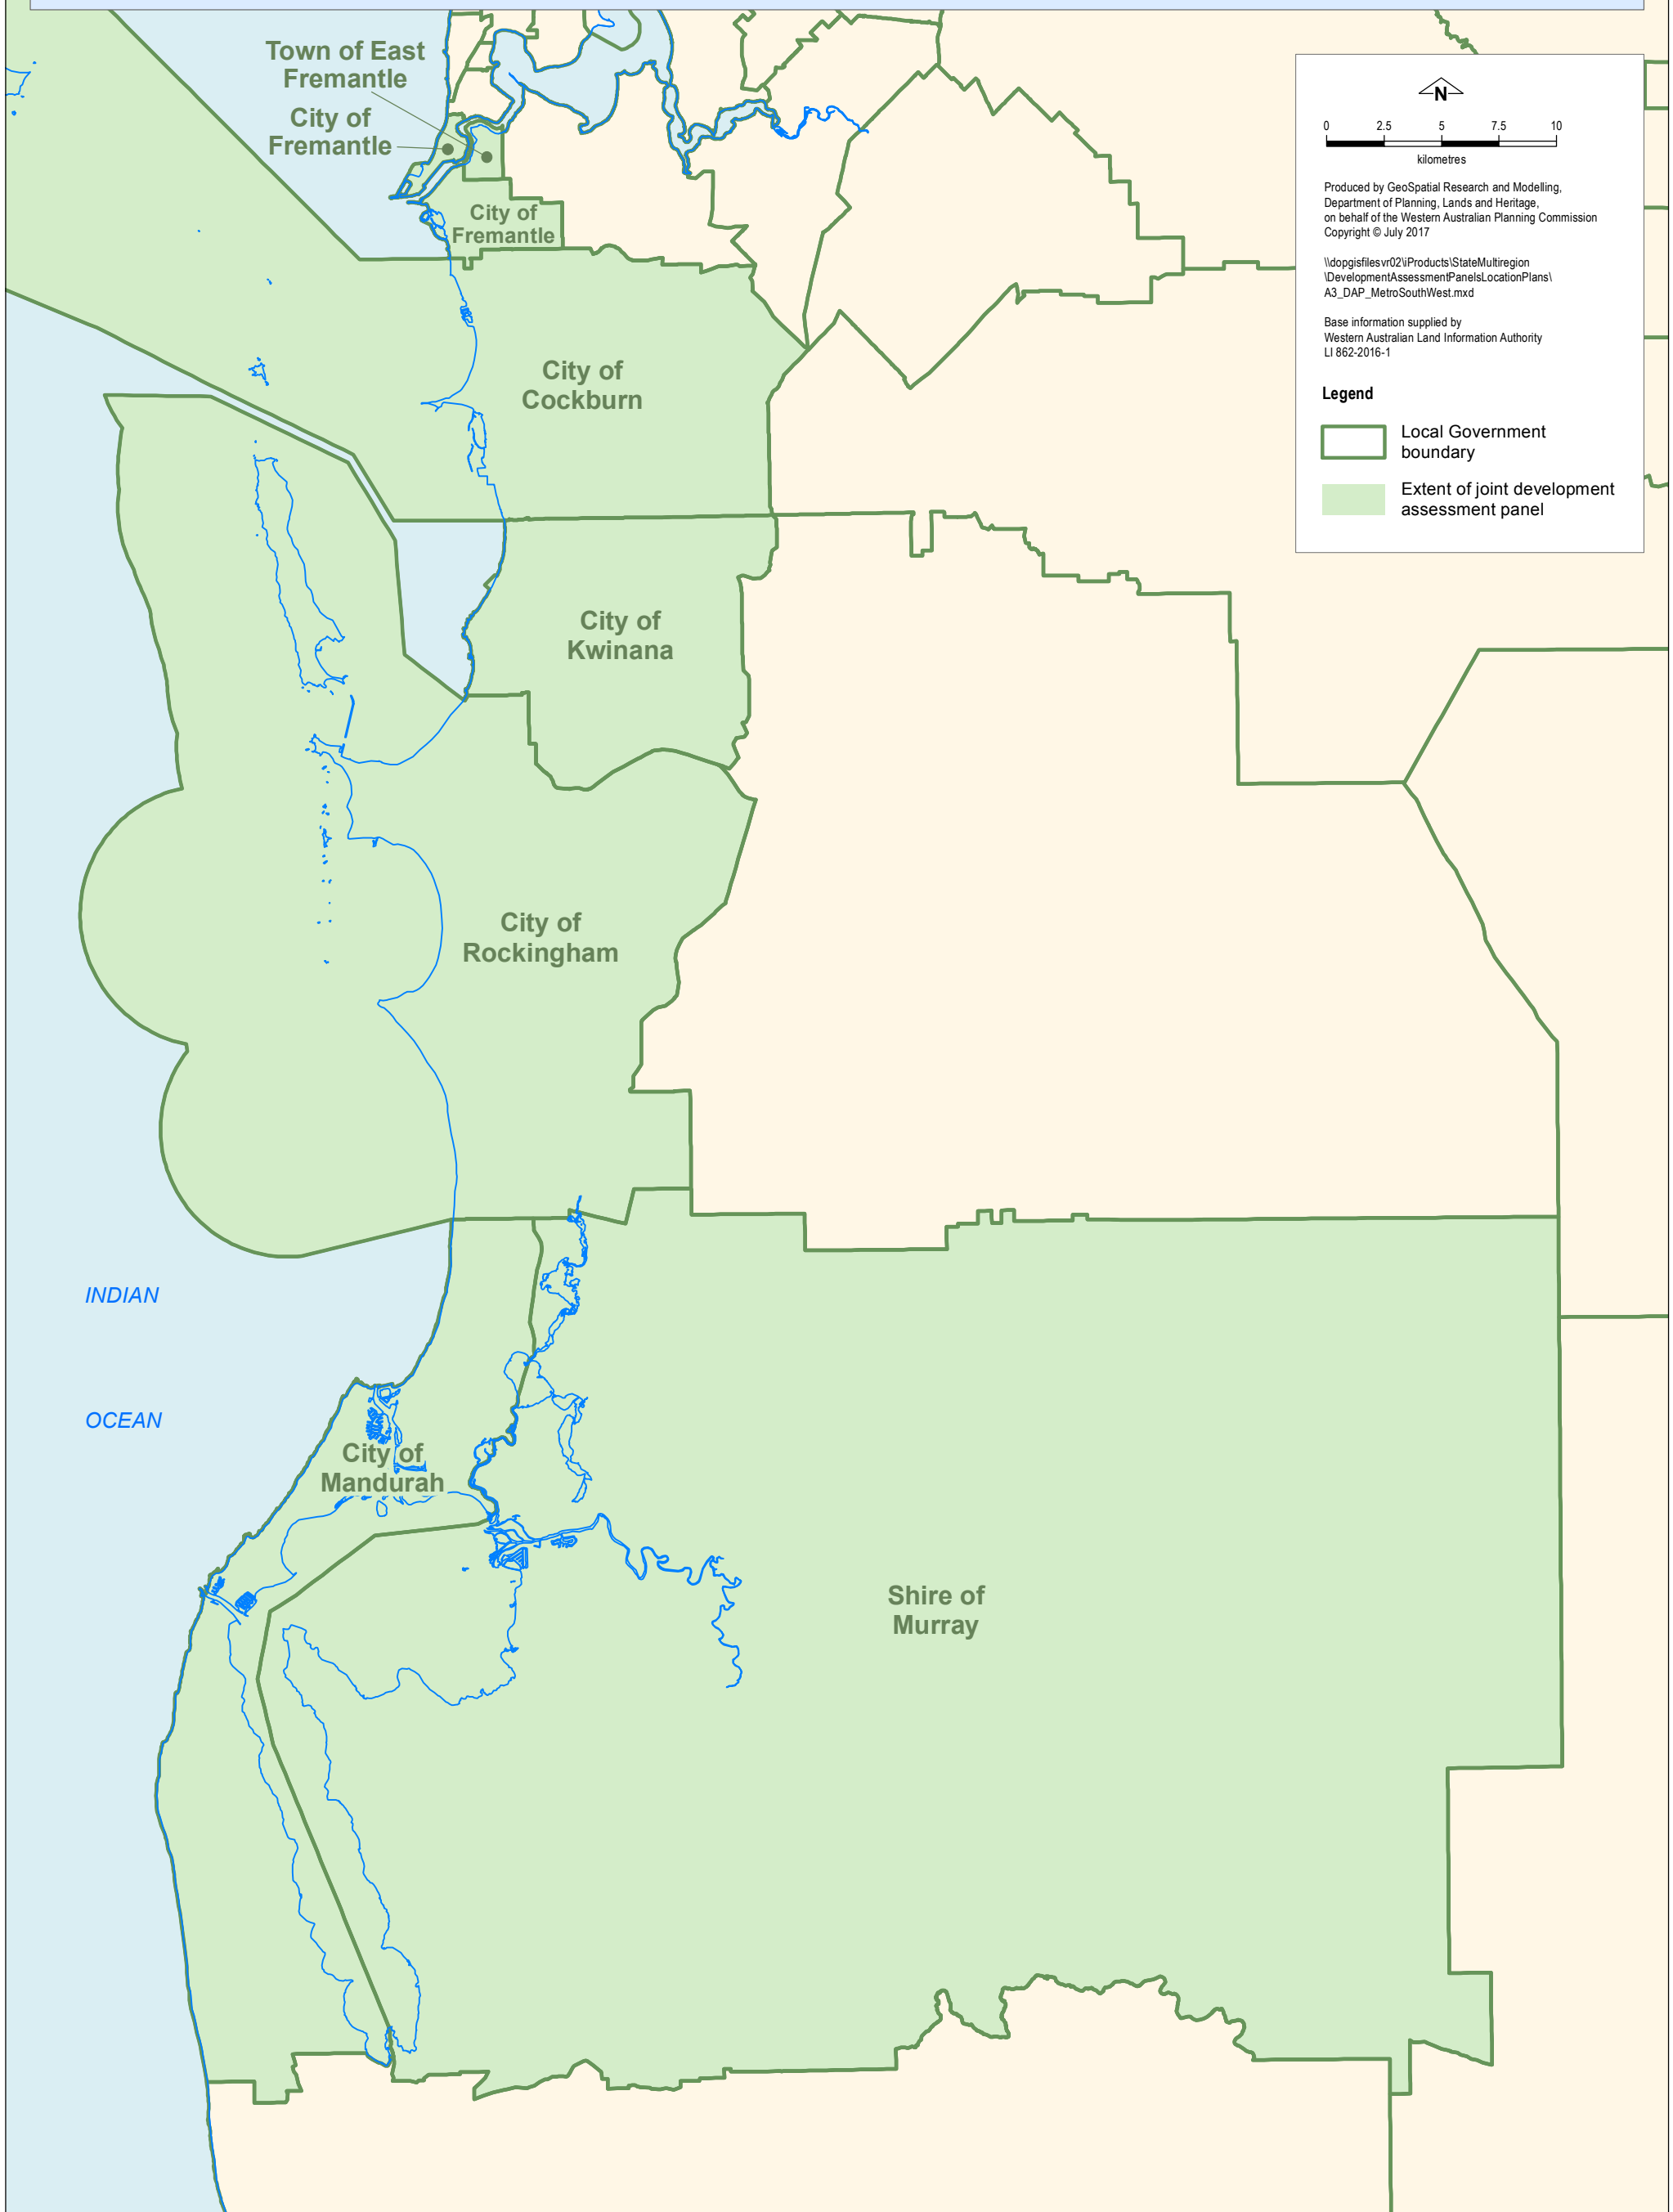 Town of East
Fremantle
City of
Fremantle
City of
Fremantle
City of
Cockburn
City of
Kwinana
City of
Rockingham
INDIAN
OCEAN
City of
Mandurah
Shire of
Murray
N
0 2.5 5 7.5 10
kilometres
Produced by GeoSpatial Research and Modelling,
Department of Planning, Lands and Heritage,
on behalf of the Western Australian Planning Commission
Copyright © July 2017
\\dopgisfilesvr02\iProducts\StateMultiregion
\DevelopmentAssessmentPanelsLocationPlans\
A3_DAP_MetroSouthWest.mxd
Base information supplied by
Western Australian Land Information Authority
LI 862-2016-1
Legend
Local Government
boundary
Extent of joint development
assessment panel